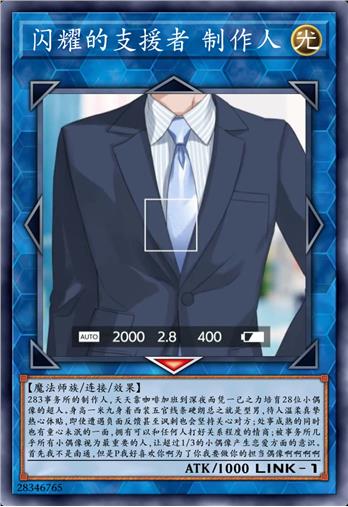 闪耀的支援者 制作人 光
AUTO 2000 2.8 400
【魔法师族/连接/效果】
283事务所的制作人,天天靠咖啡加班到深夜而凭一己之力培育28位小偶
像的超人。身高一米九身着西装五官线条硬朗总之就是型男,待人温柔真挚
热心体贴,即使遭遇负面反馈甚至讽刺也会坚持关心对方;处事成熟的同时
也有童心未泯的一面,拥有可以和任何人打好关系程度的情商;被事务所几
乎所有小偶像视为最重要的人,让超过1/3的小偶像产生恋爱方面的意识。
首先我不是南通,但是P我好喜欢你啊为了你我要做你的担当偶像啊啊啊啊
ATK/1000 LINK-1
28346765